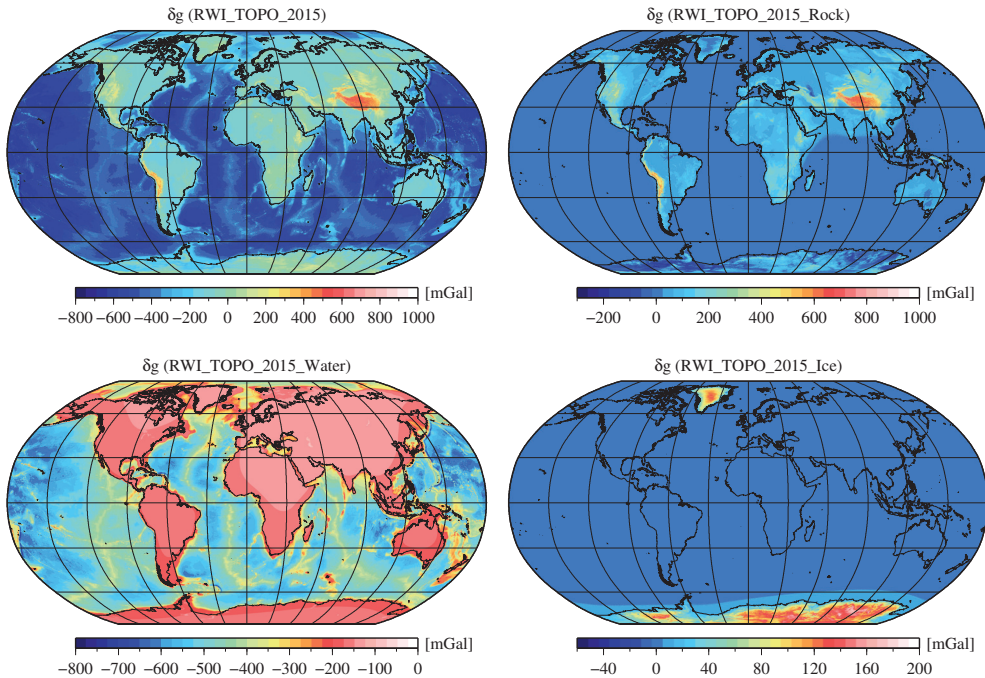 δg (RWI_TOPO_2015)
δg (RWI_TOPO_2015_Rock)
[mGal]
−800 −600 −400 −200 0 200 400 600 800 1000
[mGal]
−200 0 200 400 600 800 1000
δg (RWI_TOPO_2015_Water)
δg (RWI_TOPO_2015_Ice)
[mGal]
−800 −700 −600 −500 −400 −300 −200 −100 0
[mGal]
−40 0 40 80 120 160 200